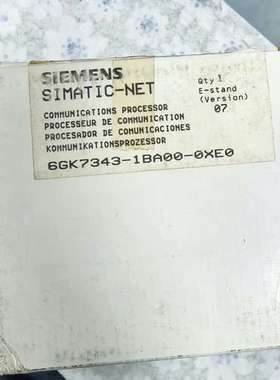 SIEMENS
SIMATIC-NET
Qty 1
E-stand
(Version)
07
COMMUNICATIONS PROCESSOR
PROCESSEUR DE COMMUNICATION
PROCESADOR DE COMUNICACIONES
KOMMUNIKATIONSPROZESSOR
6GK7343-1BA00-0XE0